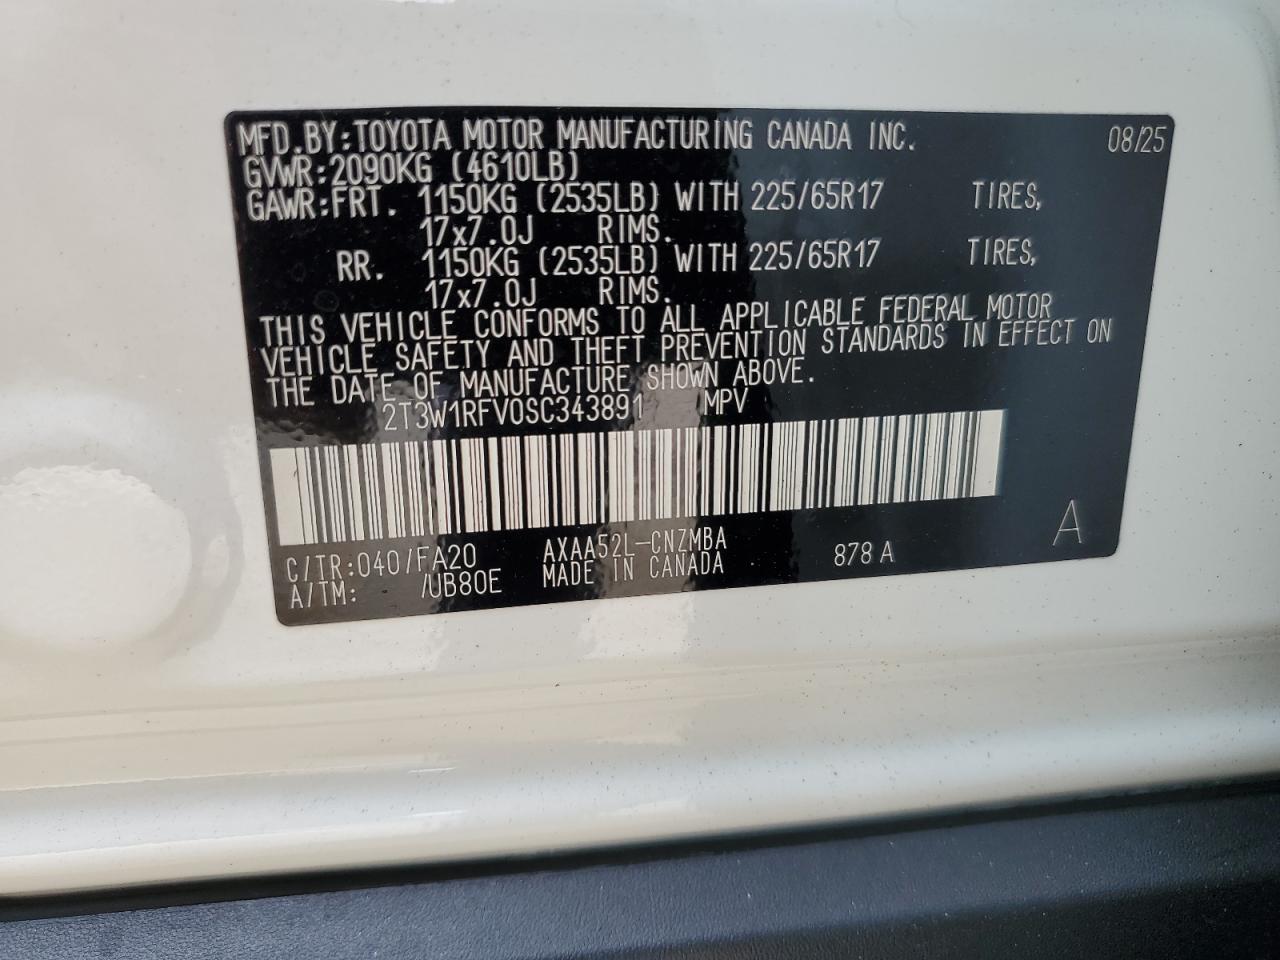 MFD.BY:TOYOTA MOTOR MANUFACTURING CANADA INC. 08/25
GVWR:2090KG (4610LB)
GAWR:FRT. 1150KG (2535LB) WITH 225/65R17 TIRES,
17x7.0J RIMS.
RR. 1150KG (2535LB) WITH 225/65R17 TIRES,
17x7.0J RIMS.
THIS VEHICLE CONFORMS TO ALL APPLICABLE FEDERAL MOTOR
VEHICLE SAFETY AND THEFT PREVENTION STANDARDS IN EFFECT ON
THE DATE OF MANUFACTURE SHOWN ABOVE.
2T3W1RFV0SC343891 MPV
A
C/TR:040/FA20 AXAA52L-CNZMBA 878 A
A/TM: /UB80E MADE IN CANADA